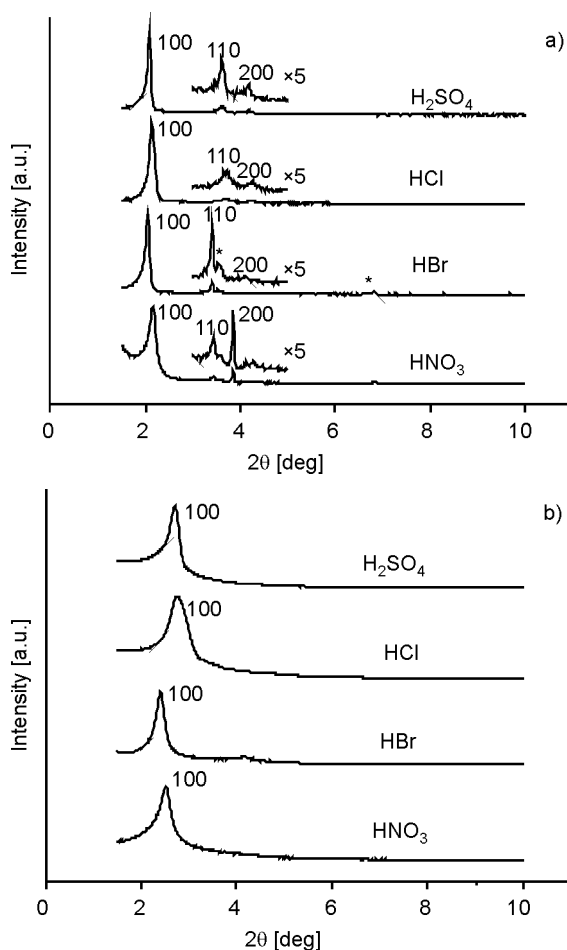 a)
Intensity [a.u.]
100
110
200
×5
H₂SO₄
100
110
200
×5
HCl
100
110
*
200
×5
*
HBr
100
110
200
×5
HNO₃
0 2 4 6 8 10
2θ [deg]
b)
Intensity [a.u.]
100
H₂SO₄
100
HCl
100
HBr
100
HNO₃
0 2 4 6 8 10
2θ [deg]